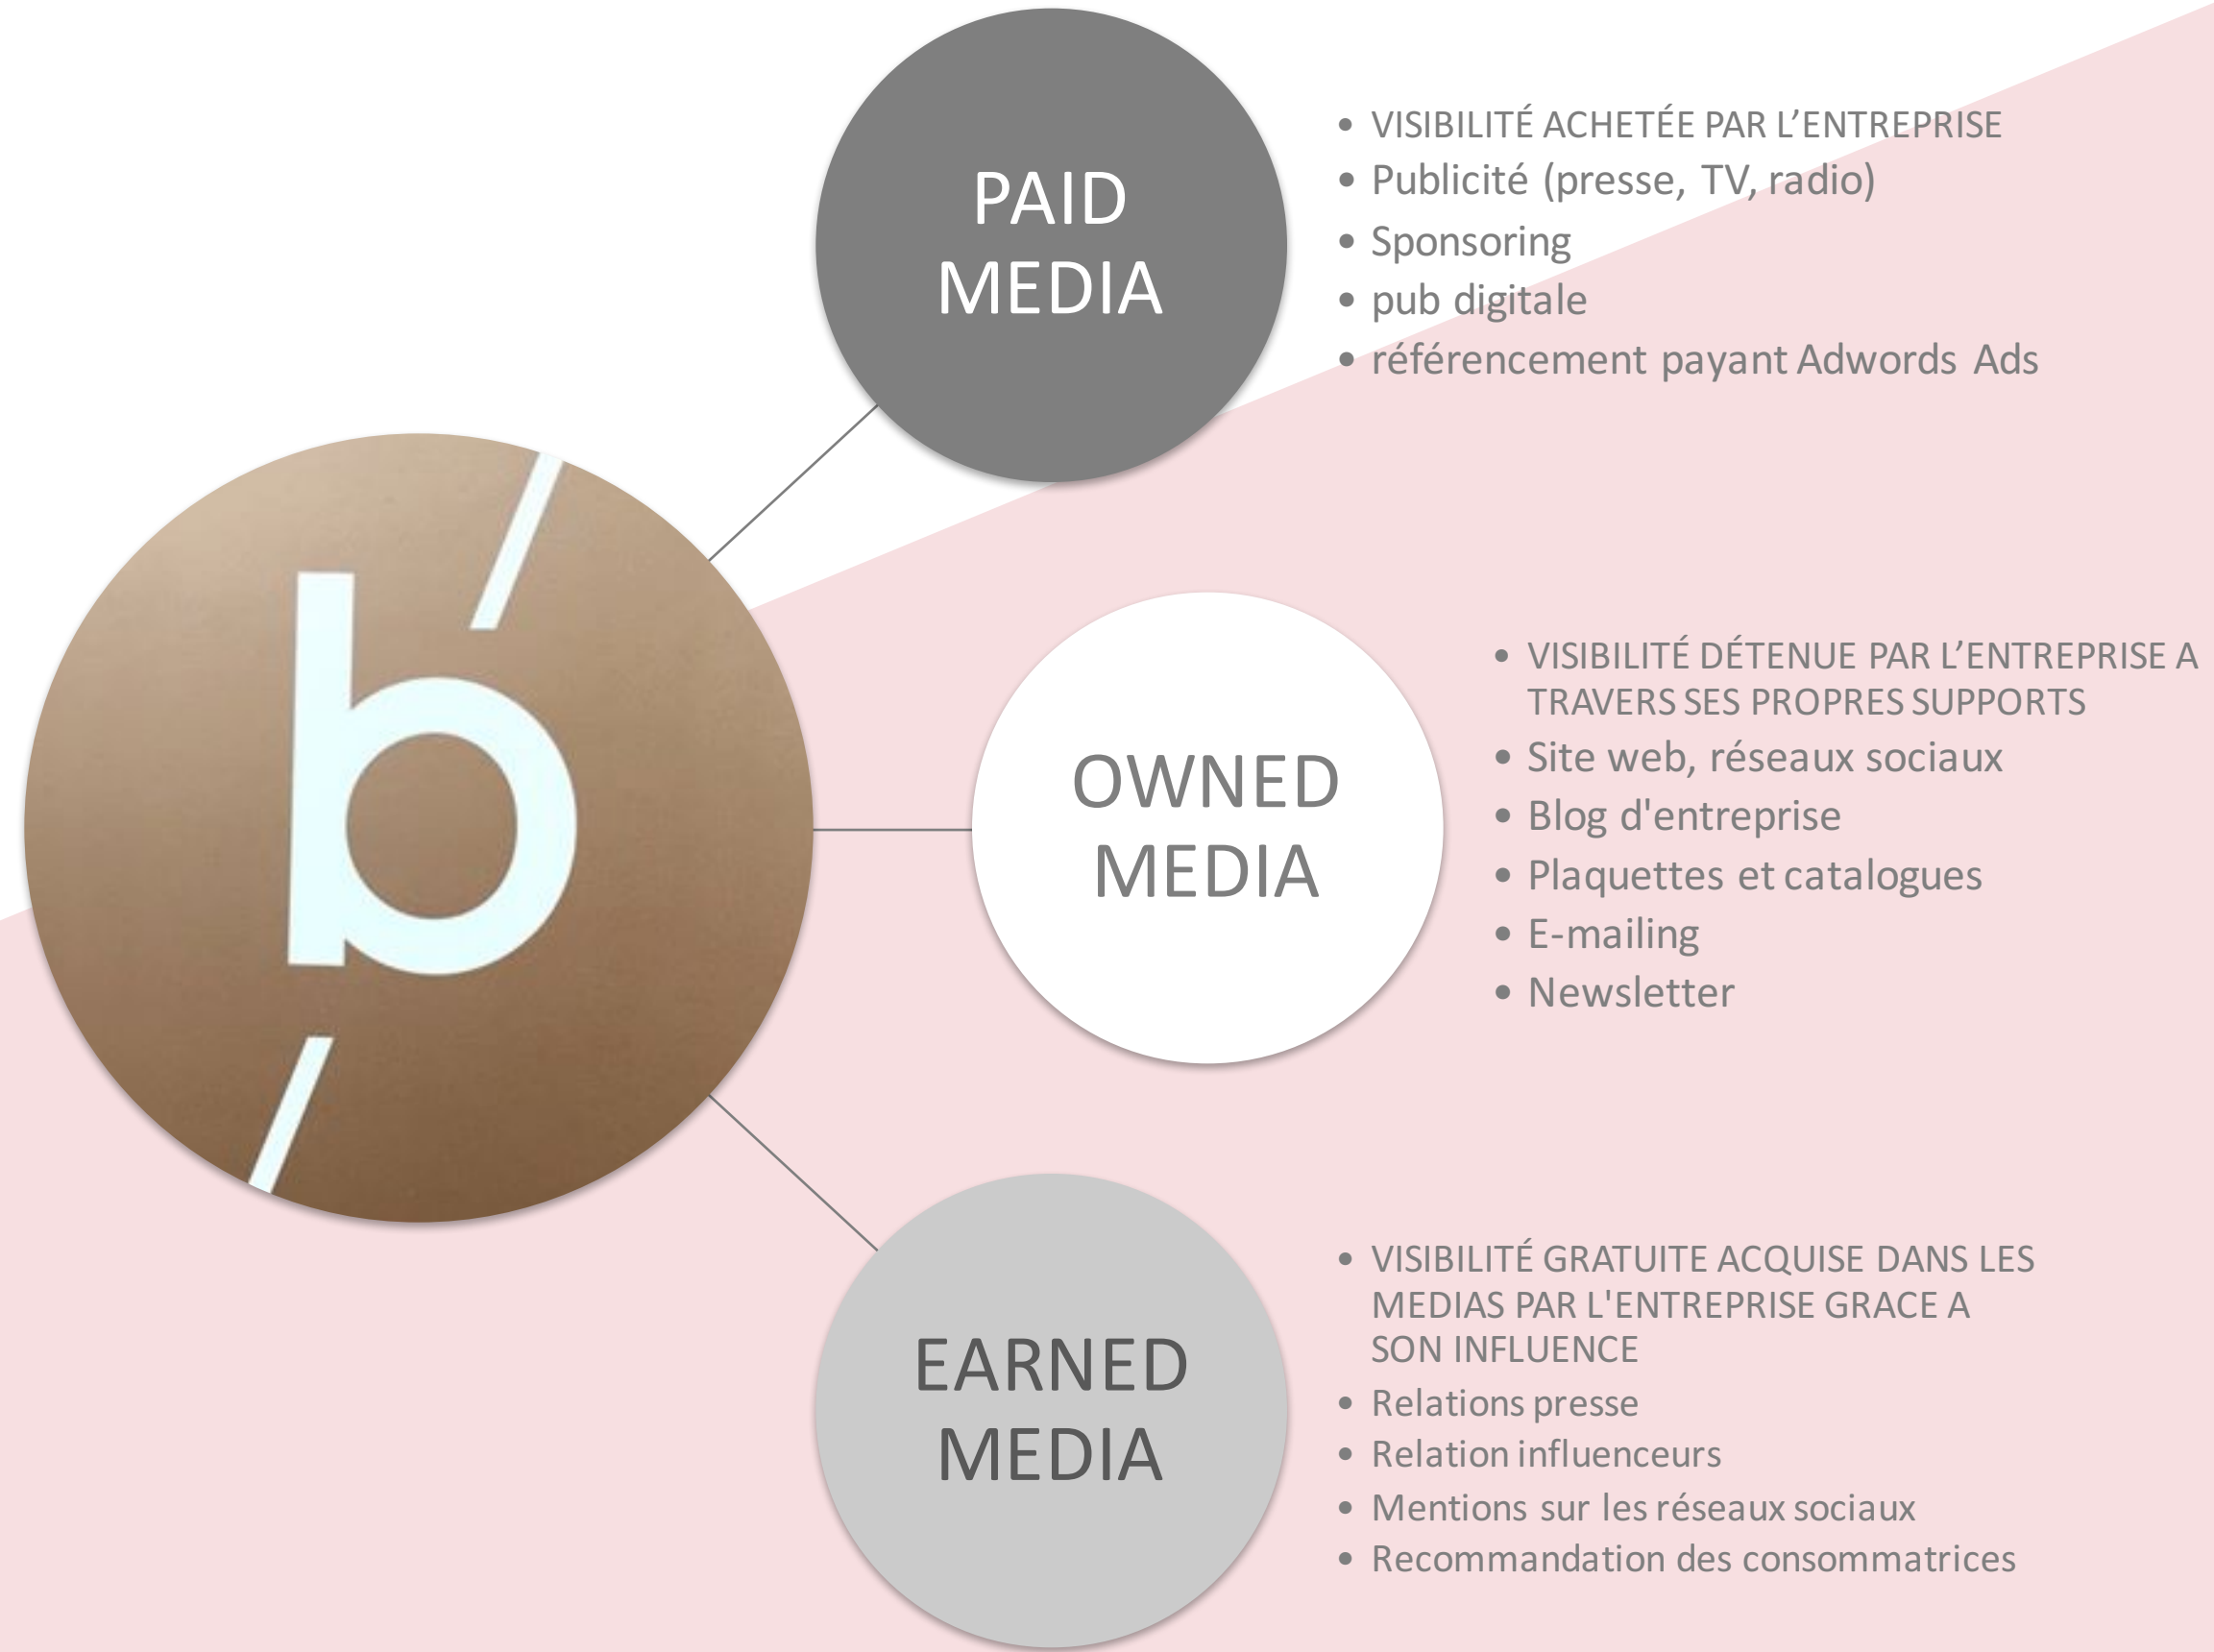 PAID
MEDIA
• VISIBILITÉ ACHETÉE PAR L’ENTREPRISE
• Publicité (presse, TV, radio)
• Sponsoring
• pub digitale
• référencement payant Adwords Ads
b
OWNED
MEDIA
• VISIBILITÉ DÉTENUE PAR L’ENTREPRISE A
TRAVERS SES PROPRES SUPPORTS
• Site web, réseaux sociaux
• Blog d'entreprise
• Plaquettes et catalogues
• E-mailing
• Newsletter
EARNED
MEDIA
• VISIBILITÉ GRATUITE ACQUISE DANS LES
MEDIAS PAR L'ENTREPRISE GRACE A
SON INFLUENCE
• Relations presse
• Relation influenceurs
• Mentions sur les réseaux sociaux
• Recommandation des consommatrices